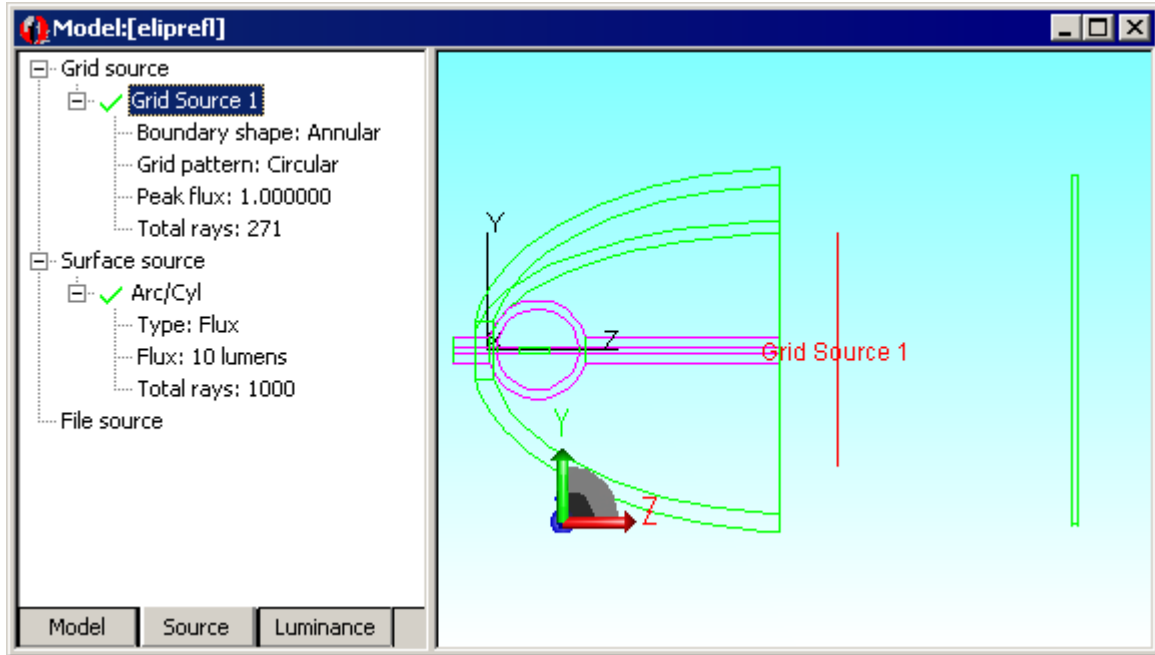 Model:[eliprefl]
Grid source
Grid Source 1
Boundary shape: Annular
Grid pattern: Circular
Peak flux: 1.000000
Total rays: 271
Surface source
Arc/Cyl
Type: Flux
Flux: 10 lumens
Total rays: 1000
File source
Model Source Luminance
Y
X Z
Grid Source 1
Y
Z